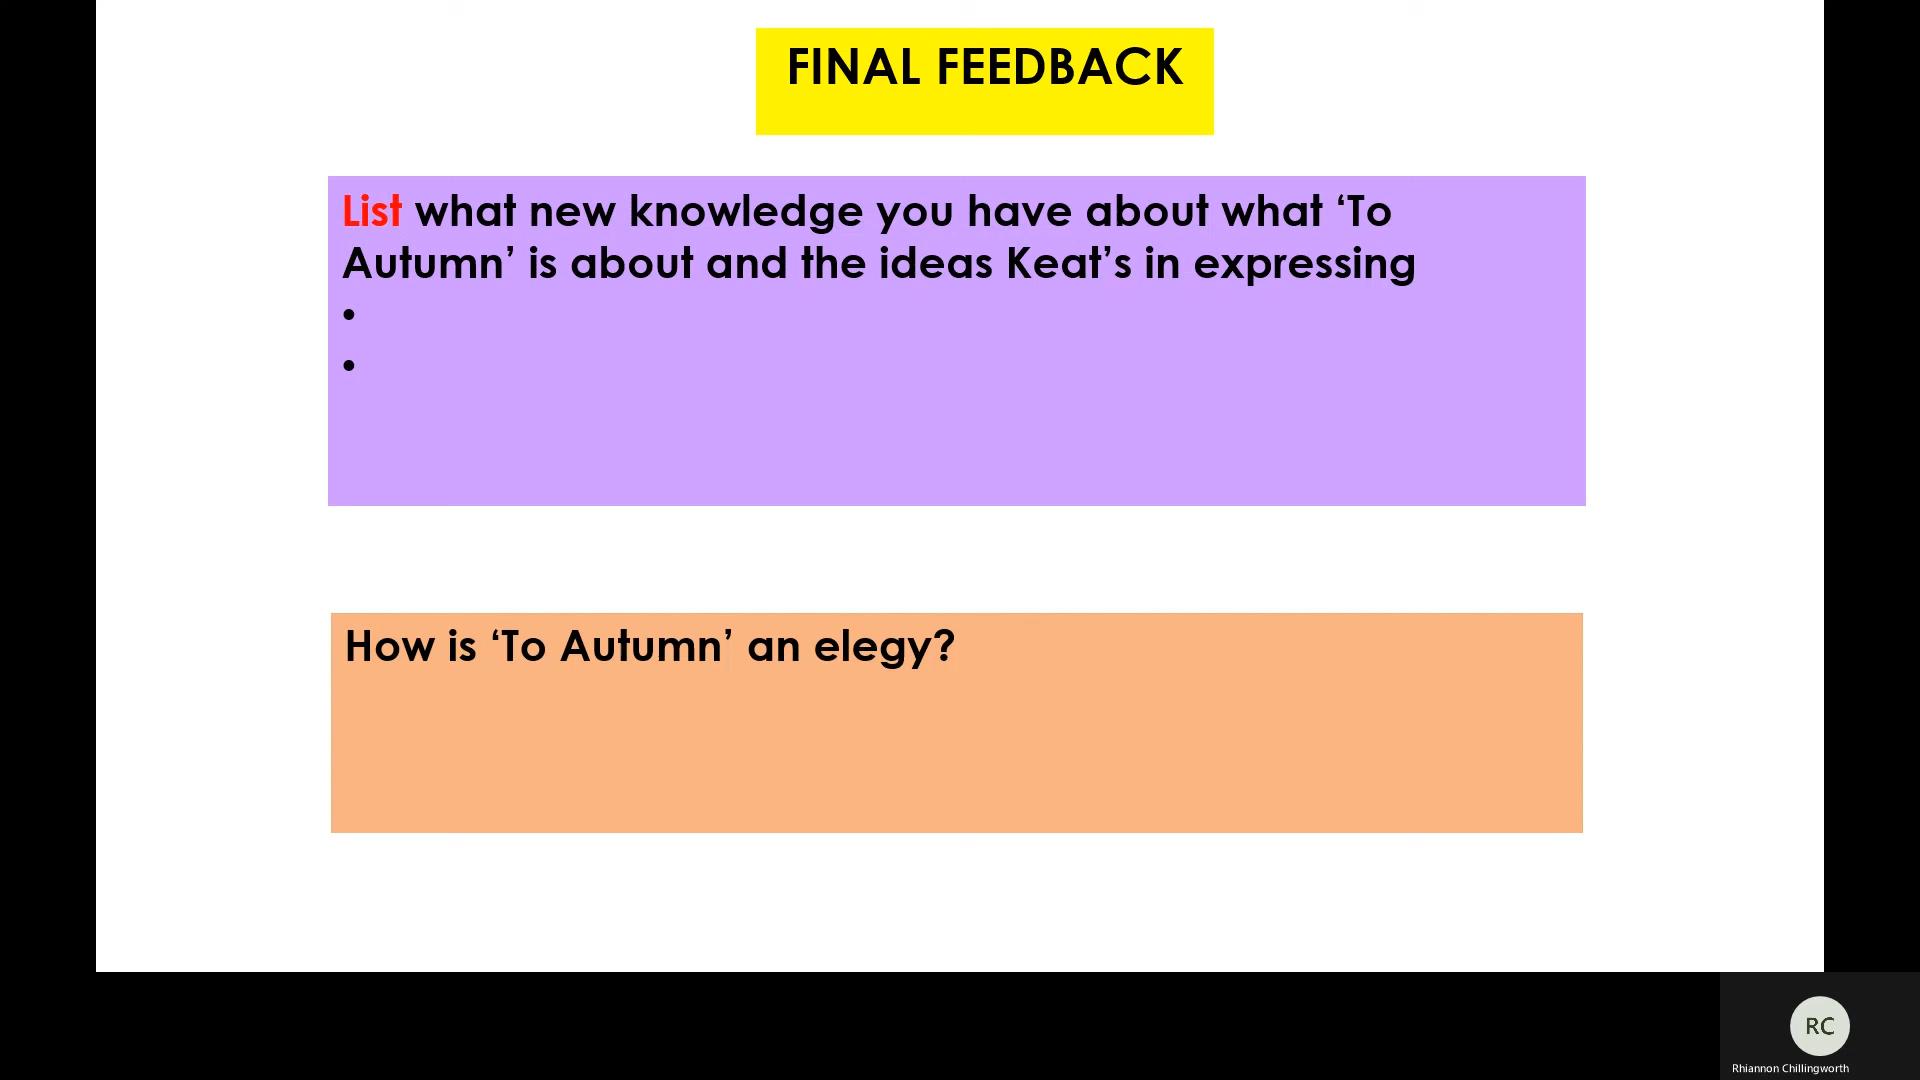 FINAL FEEDBACK
List what new knowledge you have about what ‘To
Autumn’ is about and the ideas Keat’s in expressing
•
•
How is ‘To Autumn’ an elegy?
RC
Rhiannon Chillingworth